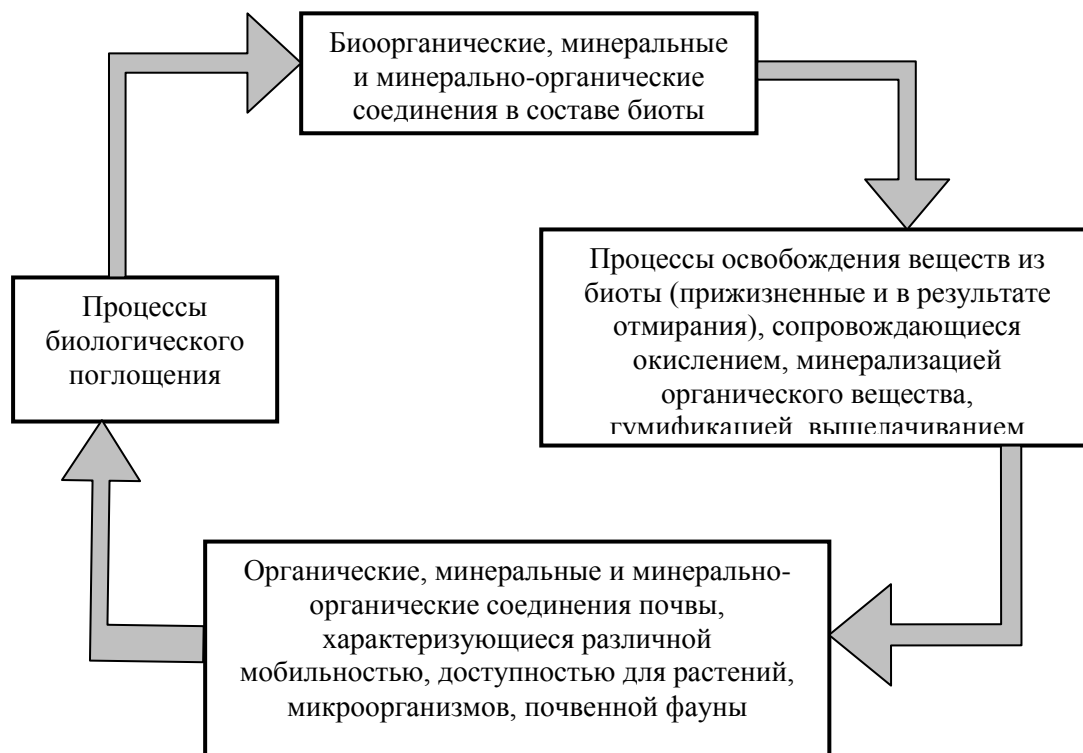 Биоорганические, минеральные
и минерально-органические
соединения в составе биоты
Процессы освобождения веществ из
биоты (прижизненные и в результате
отмирания), сопровождающиеся
окислением, минерализацией
органического вещества,
гумификацией, выщелачиванием
Органические, минеральные и минерально-
органические соединения почвы,
характеризующиеся различной
мобильностью, доступностью для растений,
микроорганизмов, почвенной фауны
Процессы
биологического
поглощения